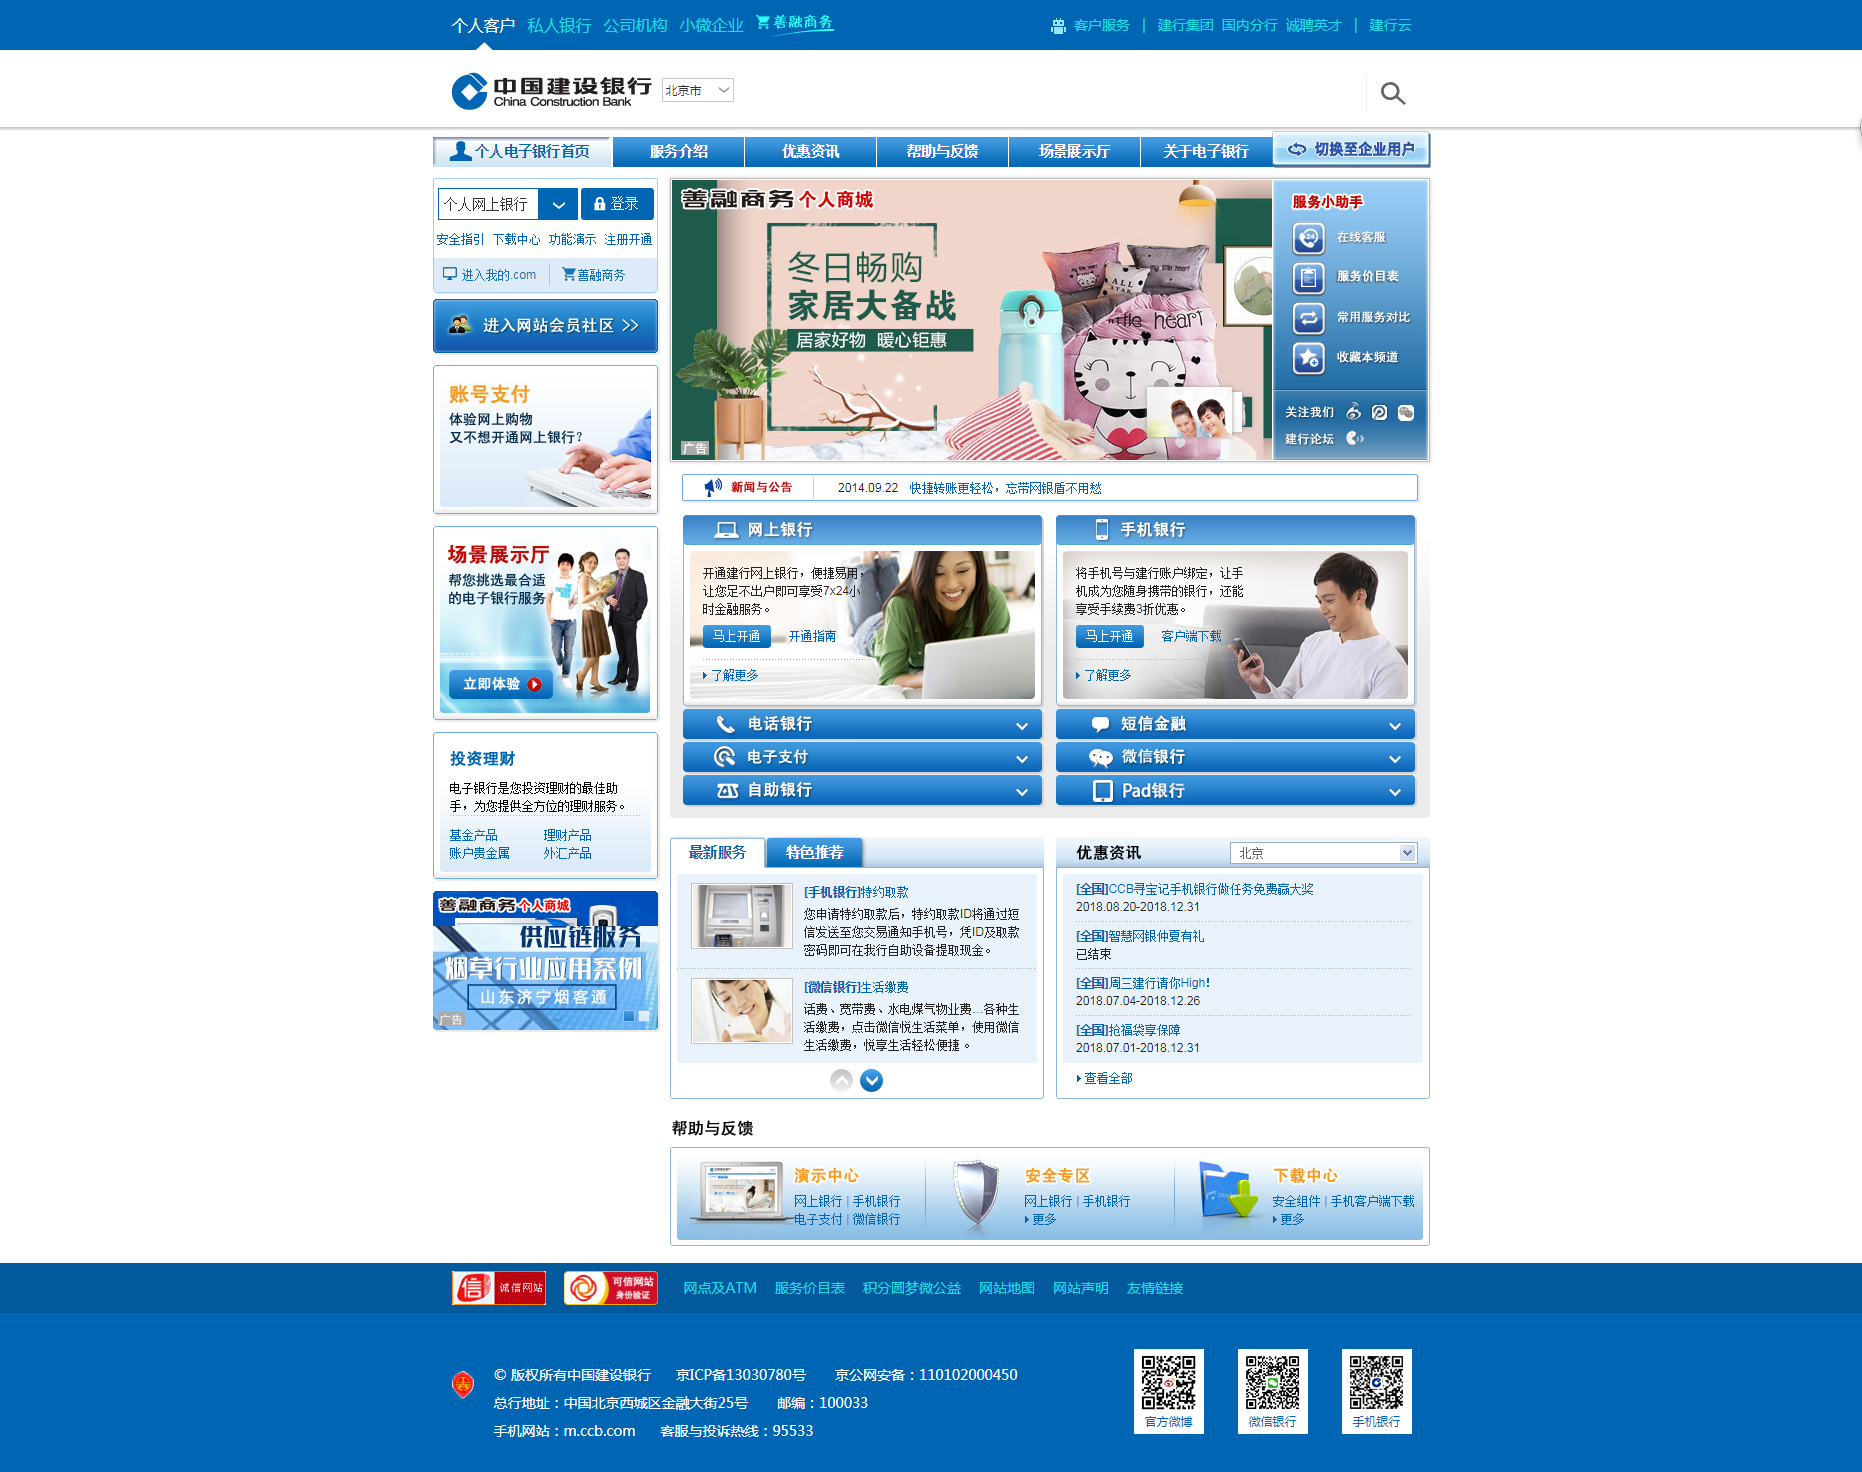 个人客户 私人银行 公司机构 小微企业 善融商务
客户服务 | 建行集团 国内分行 诚聘英才 | 建行云
中国建设银行
China Construction Bank
北京市
个人电子银行首页 服务介绍 优惠资讯 帮助与反馈 场景展示厅 关于电子银行 切换至企业用户
个人网上银行 登录
安全指引 下载中心 功能演示 注册开通
进入我的.com 善融商务
进入网站会员社区 >>
账号支付
体验网上购物
又不想开通网上银行?
场景展示厅
帮您挑选最合适
的电子银行服务
立即体验
投资理财
电子银行是您投资理财的最佳助
手，为您提供全方位的理财服务。
基金产品 理财产品
账户贵金属 外汇产品
善融商务 个人商城
供应链服务
烟草行业应用案例
山东济宁烟客通
广告
善融商务 个人商城
冬日畅购
家居大备战
居家好物 暖心钜惠
my little heart
ALL STAR
little heart
广告
服务小助手
24
在线客服
服务价目表
常用服务对比
收藏本频道
关注我们
建行论坛
新闻与公告 2014.09.22 快捷转账更轻松，忘带网银盾不用愁
网上银行
开通建行网上银行，便捷易用，
让您足不出户即可享受7x24小
时金融服务。
马上开通 开通指南
了解更多
手机银行
将手机号与建行账户绑定，让手
机成为您随身携带的银行，还能
享受手续费3折优惠。
马上开通 客户端下载
了解更多
电话银行
电子支付
自助银行
短信金融
微信银行
Pad银行
最新服务 特色推荐
[手机银行]特约取款
您申请特约取款后，特约取款ID将通过短
信发送至您交易通知手机号，凭ID及取款
密码即可在我行自助设备提取现金。
[微信银行]生活缴费
话费、宽带费、水电煤气物业费…各种生
活缴费，点击微信悦生活菜单，使用微信
生活缴费，悦享生活轻松便捷。
优惠资讯 北京
[全国]CCB寻宝记手机银行做任务免费赢大奖
2018.08.20-2018.12.31
[全国]智慧网银仲夏有礼
已结束
[全国]周三建行请你High!
2018.07.04-2018.12.26
[全国]抢福袋享保障
2018.07.01-2018.12.31
查看全部
帮助与反馈
演示中心
网上银行 | 手机银行
电子支付 | 微信银行
安全专区
网上银行 | 手机银行
更多
下载中心
安全组件 | 手机客户端下载
更多
信 诚信网站
可信网站
身份验证
网点及ATM 服务价目表 积分圆梦微公益 网站地图 网站声明 友情链接
© 版权所有中国建设银行 京ICP备13030780号 京公网安备：110102000450
总行地址：中国北京西城区金融大街25号 邮编：100033
手机网站：m.ccb.com 客服与投诉热线：95533
官方微博 微信银行 手机银行